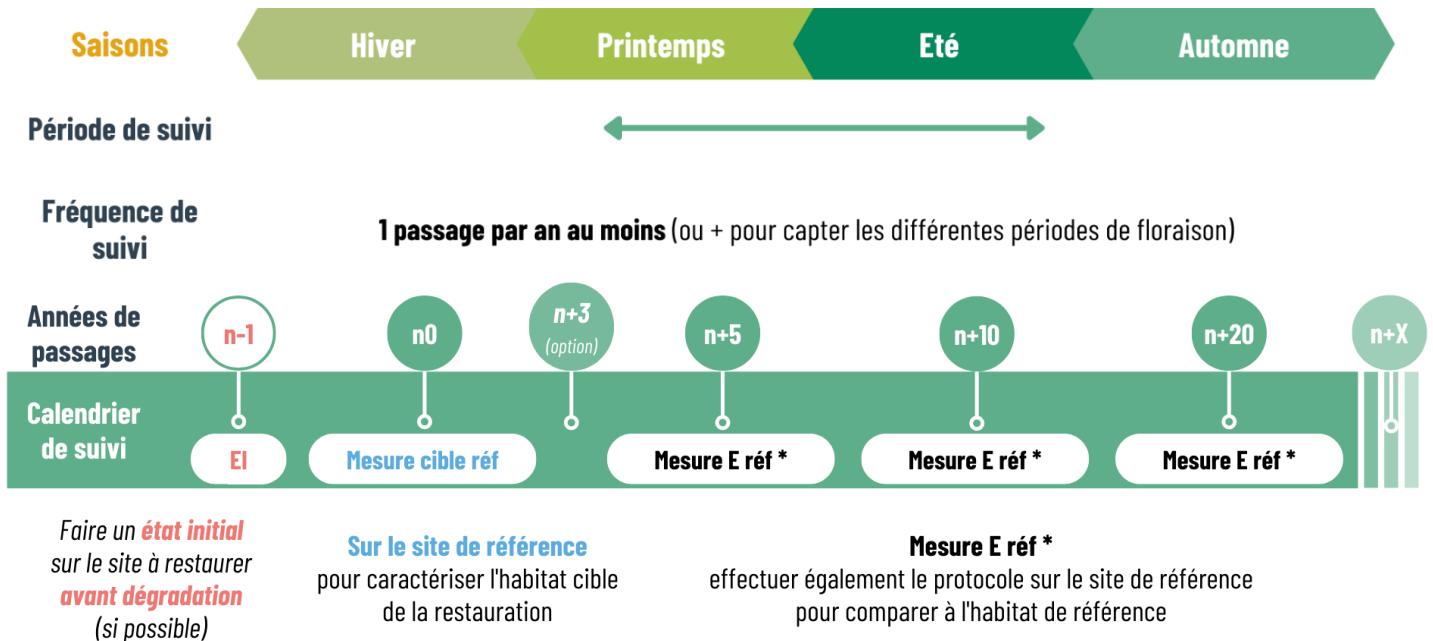 Saisons
Hiver
Printemps
Eté
Automne
Période de suivi
Fréquence de
suivi
1 passage par an au moins (ou + pour capter les différentes périodes de floraison)
Années de
passages
n-1
n0
n+3
(option)
n+5
n+10
n+20
n+X
Calendrier
de suivi
EI
Mesure cible réf
Mesure E réf *
Mesure E réf *
Mesure E réf *
Faire un état initial
sur le site à restaurer
avant dégradation
(si possible)
Sur le site de référence
pour caractériser l'habitat cible
de la restauration
Mesure E réf *
effectuer également le protocole sur le site de référence
pour comparer à l'habitat de référence